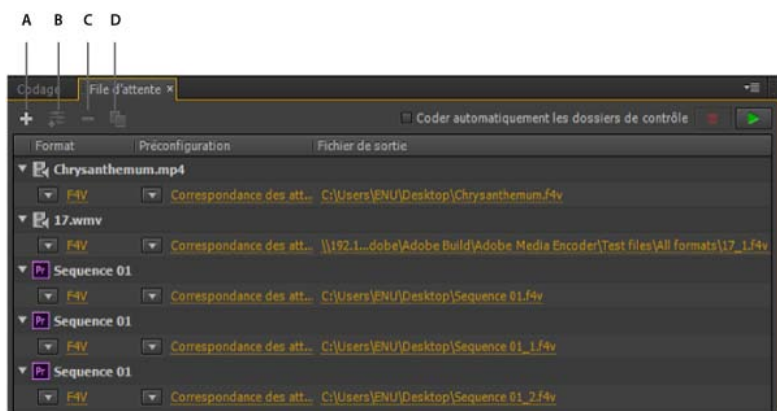 A B C D
Codage File d'attente ×
Coder automatiquement les dossiers de contrôle
Format Préconfiguration Fichier de sortie
Chrysanthemum.mp4
F4V Correspondance des att... C:\Users\ENU\Desktop\Chrysanthemum.f4v
17.wmv
F4V Correspondance des att... \\192.1...dobe\Adobe Build\Adobe Media Encoder\Test files\All formats\17_1.f4v
Pr Sequence 01
F4V Correspondance des att... C:\Users\ENU\Desktop\Sequence 01.f4v
Pr Sequence 01
F4V Correspondance des att... C:\Users\ENU\Desktop\Sequence 01_1.f4v
Pr Sequence 01
F4V Correspondance des att... C:\Users\ENU\Desktop\Sequence 01_2.f4v